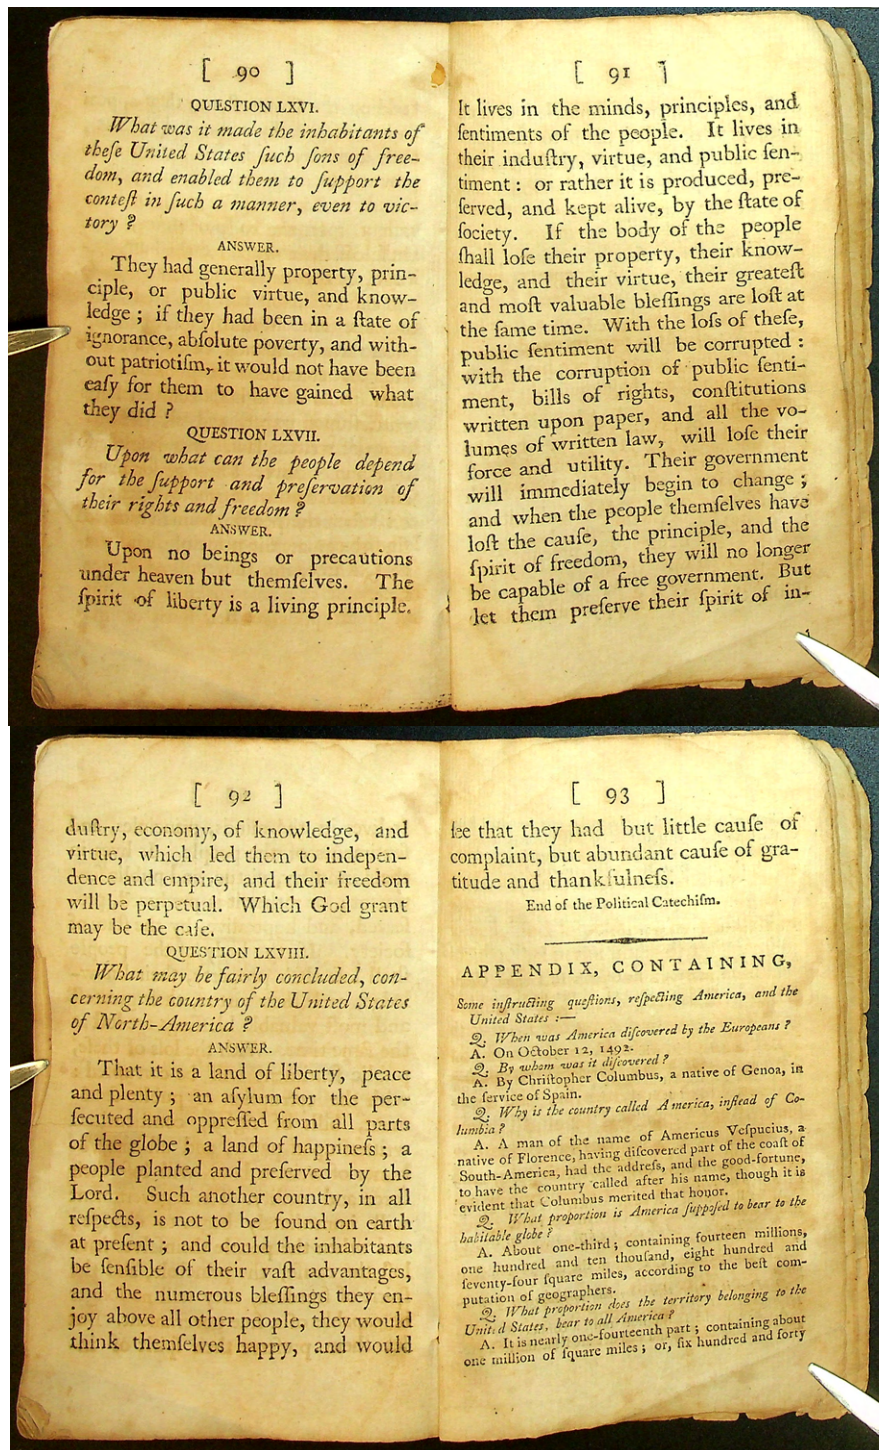 [ 90 ]
QUESTION LXVI.
What was it made the inhabitants of
theſe United States ſuch ſons of free-
dom, and enabled them to ſupport the
conteſt in ſuch a manner, even to vic-
tory ?
ANSWER.
They had generally property, prin-
ciple, or public virtue, and know-
ledge ; if they had been in a ſtate of
ignorance, abſolute poverty, and with-
out patriotiſm, it would not have been
eaſy for them to have gained what
they did ?
QUESTION LXVII.
Upon what can the people depend
for the ſupport and preſervation of
their rights and freedom ?
ANSWER.
Upon no beings or precautions
under heaven but themſelves. The
ſpirit of liberty is a living principle.
[ 91 ]
It lives in the minds, principles, and
ſentiments of the people. It lives in
their induſtry, virtue, and public ſen-
timent : or rather it is produced, pre-
ſerved, and kept alive, by the ſtate of
ſociety. If the body of the people
ſhall loſe their property, their know-
ledge, and their virtue, their greateſt
and moſt valuable bleſſings are loſt at
the ſame time. With the loſs of theſe,
public ſentiment will be corrupted :
with the corruption of public ſenti-
ment, bills of rights, conſtitutions
written upon paper, and all the vo-
lumes of written law, will loſe their
force and utility. Their government
will immediately begin to change ;
and when the people themſelves have
loſt the cauſe, the principle, and the
ſpirit of freedom, they will no longer
be capable of a free government. But
let them preſerve their ſpirit of in-
[ 92 ]
duſtry, economy, of knowledge, and
virtue, which led them to indepen-
dence and empire, and their freedom
will be perpetual. Which God grant
may be the caſe.
QUESTION LXVIII.
What may be fairly concluded, con-
cerning the country of the United States
of North-America ?
ANSWER.
That it is a land of liberty, peace
and plenty ; an aſylum for the per-
ſecuted and oppreſſed from all parts
of the globe ; a land of happineſs ; a
people planted and preſerved by the
Lord. Such another country, in all
reſpects, is not to be found on earth
at preſent ; and could the inhabitants
be ſenſible of their vaſt advantages,
and the numerous bleſſings they en-
joy above all other people, they would
think themſelves happy, and would
[ 93 ]
ſee that they had but little cauſe of
complaint, but abundant cauſe of gra-
titude and thankfulneſs.
End of the Political Catechiſm.
APPENDIX, CONTAINING,
Some inſtructing queſtions, reſpecting America, and the
United States :—
Q. When was America diſcovered by the Europeans ?
A. On October 12, 1492.
Q. By whom was it diſcovered ?
A. By Chriſtopher Columbus, a native of Genoa, in
the ſervice of Spain.
Q. Why is the country called America, inſtead of Co-
lumbia ?
A. A man of the name of Americus Veſpucius, a
native of Florence, having diſcovered part of the coaſt of
South-America, had the addreſs, and the good-fortune,
to have the country called after his name, though it is
evident that Columbus merited that honor.
Q. What proportion is America ſuppoſed to bear to the
habitable globe ?
A. About one-third ; containing fourteen millions,
one hundred and ten thouſand, eight hundred and
ſeventy-four ſquare miles, according to the beſt com-
putation of geographers.
Q. What proportion does the territory belonging to the
United States, bear to all America ?
A. It is nearly one-fourteenth part ; containing about
one million of ſquare miles ; or, ſix hundred and forty